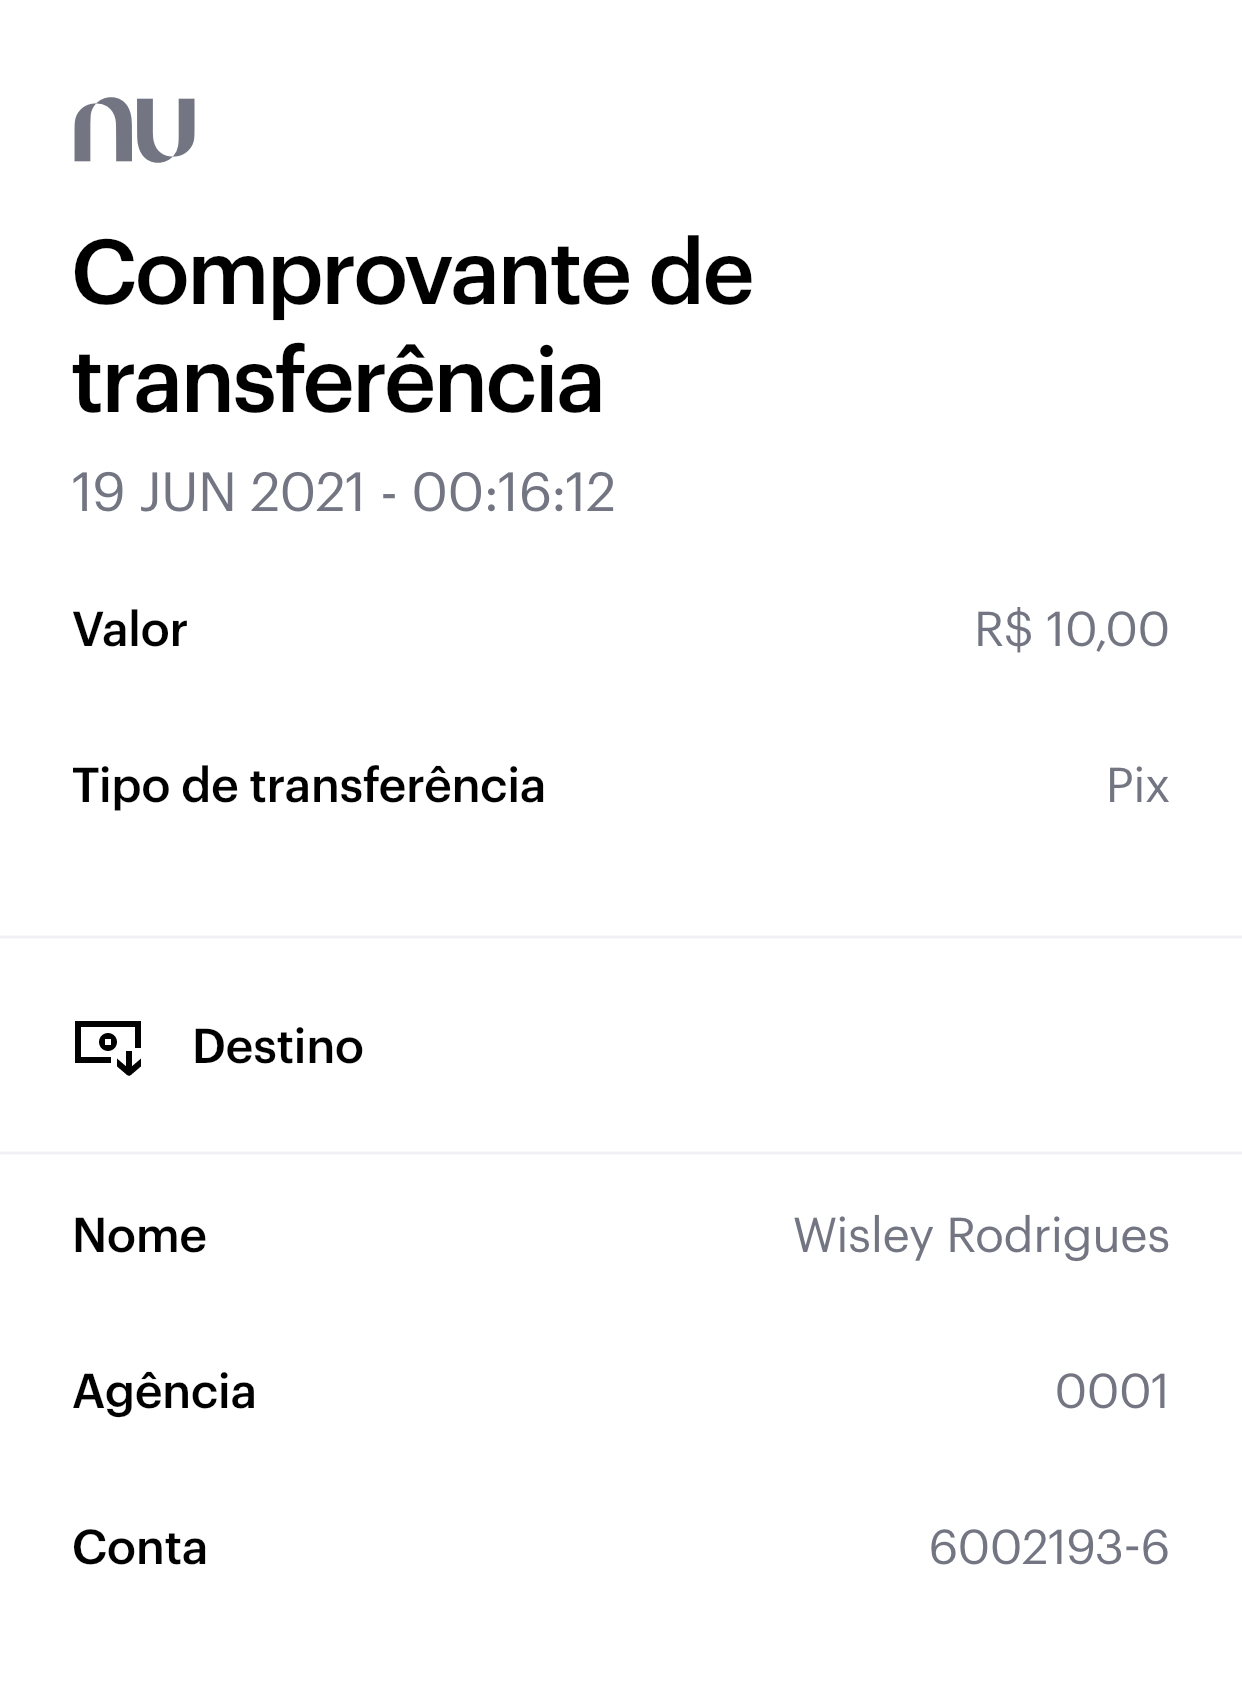 nu
Comprovante de
transferência
19 JUN 2021 - 00:16:12
Valor R$ 10,00
Tipo de transferência Pix
Destino
Nome Wisley Rodrigues
Agência 0001
Conta 6002193-6